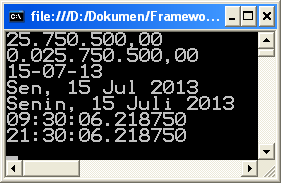 file:///D:/Dokumen/Framewo...
25.750.500,00
0.025.750.500,00
15-07-13
Sen, 15 Jul 2013
Senin, 15 Juli 2013
09:30:06.218750
21:30:06.218750